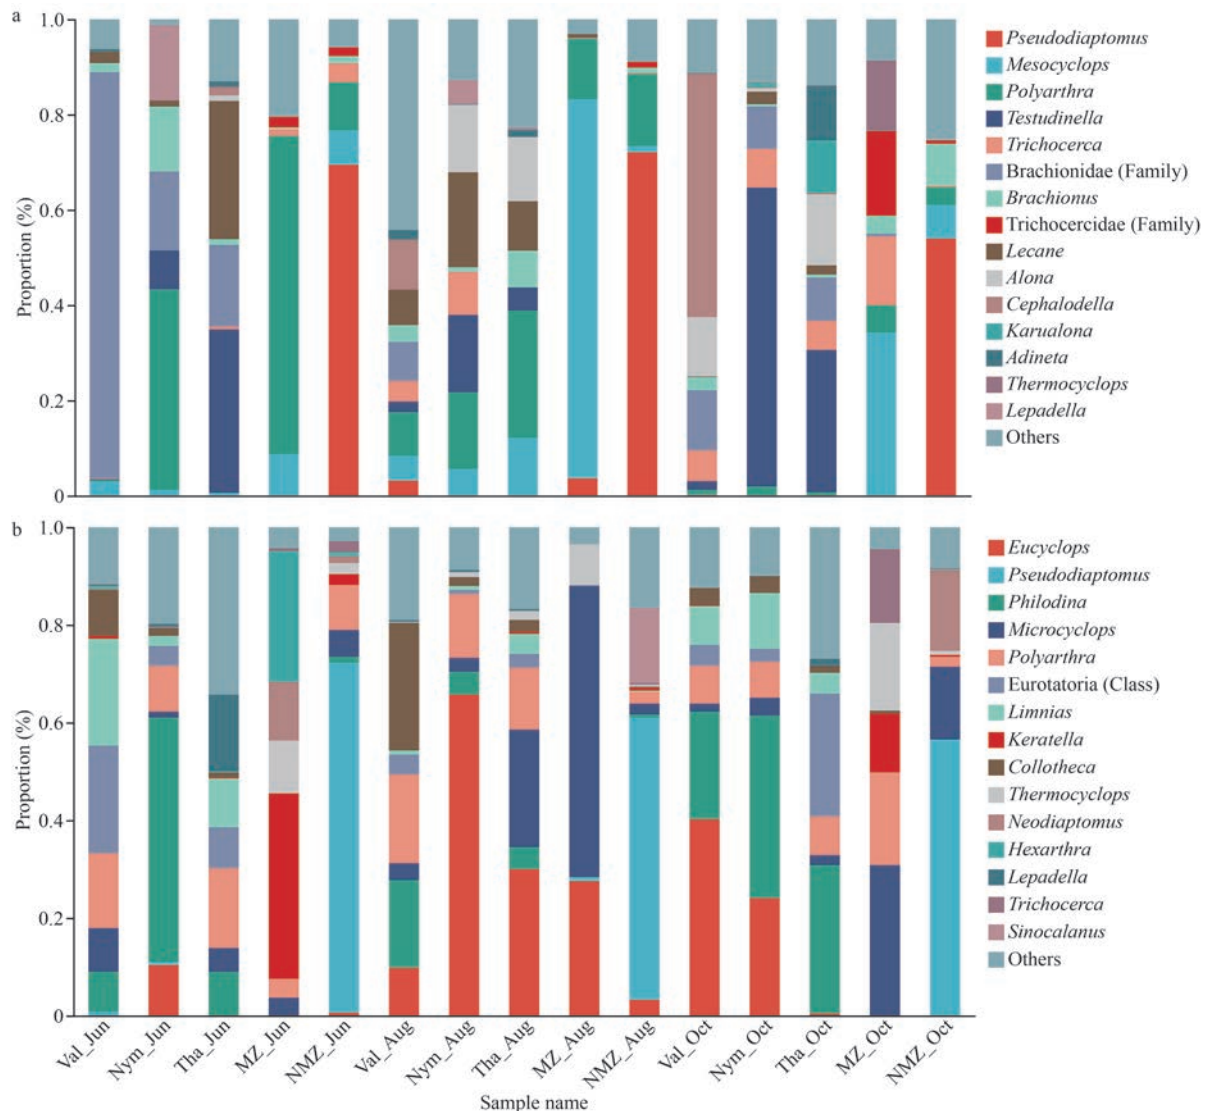 a
Proportion (%)
1.0
0.8
0.6
0.4
0.2
0
Pseudodiaptomus
Mesocyclops
Polyarthra
Testudinella
Trichocerca
Brachionidae (Family)
Brachionus
Trichocercidae (Family)
Lecane
Alona
Cephalodella
Karualona
Adineta
Thermocyclops
Lepadella
Others
b
Proportion (%)
1.0
0.8
0.6
0.4
0.2
0
Eucyclops
Pseudodiaptomus
Philodina
Microcyclops
Polyarthra
Eurotatoria (Class)
Limnias
Keratella
Collotheca
Thermocyclops
Neodiaptomus
Hexarthra
Lepadella
Trichocerca
Sinocalanus
Others
Val_Jun
Nym_Jun
Tha_Jun
MZ_Jun
NMZ_Jun
Val_Aug
Nym_Aug
Tha_Aug
MZ_Aug
NMZ_Aug
Val_Oct
Nym_Oct
Tha_Oct
MZ_Oct
NMZ_Oct
Sample name